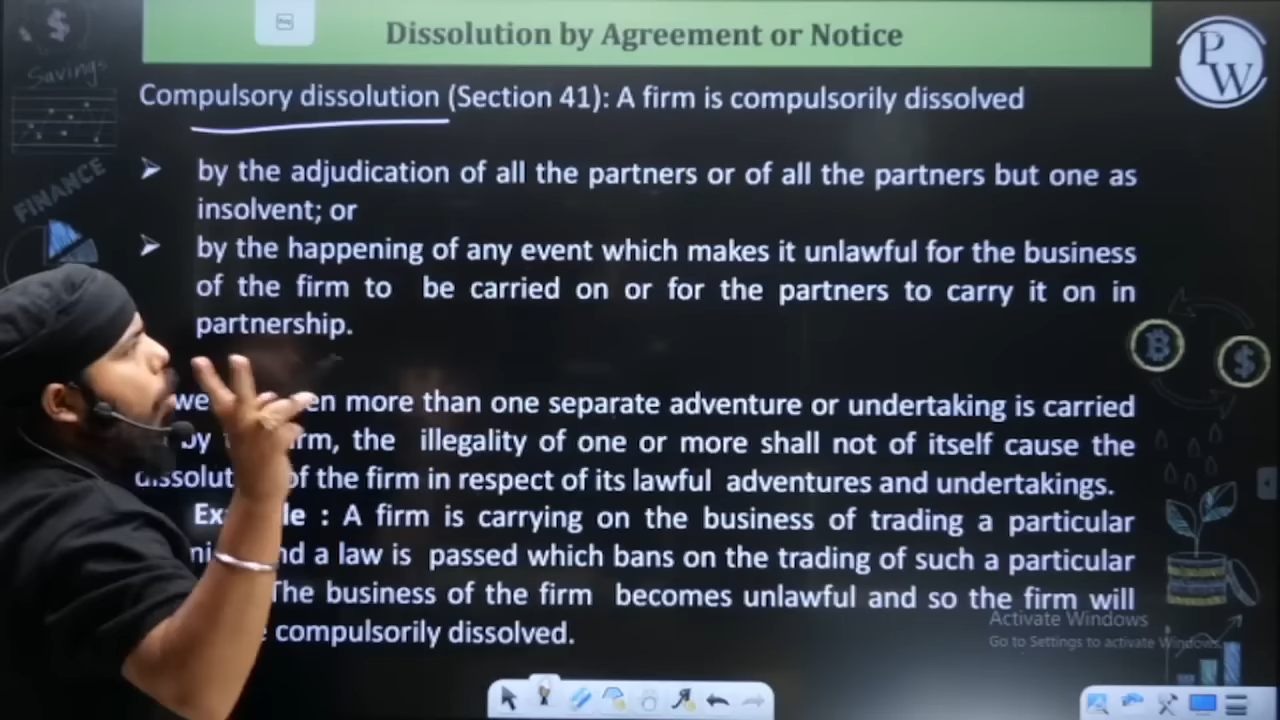 Dissolution by Agreement or Notice
P
W
Savings
FINANCE
Compulsory dissolution (Section 41): A firm is compulsorily dissolved
by the adjudication of all the partners or of all the partners but one as
insolvent; or
by the happening of any event which makes it unlawful for the business
of the firm to be carried on or for the partners to carry it on in
partnership.
more than one separate adventure or undertaking is carried
the illegality of one or more shall not of itself cause the
of the firm in respect of its lawful adventures and undertakings.
: A firm is carrying on the business of trading a particular
a law is passed which bans on the trading of such a particular
The business of the firm becomes unlawful and so the firm will
compulsorily dissolved.
Activate Windows
Go to Settings to activate Windows.